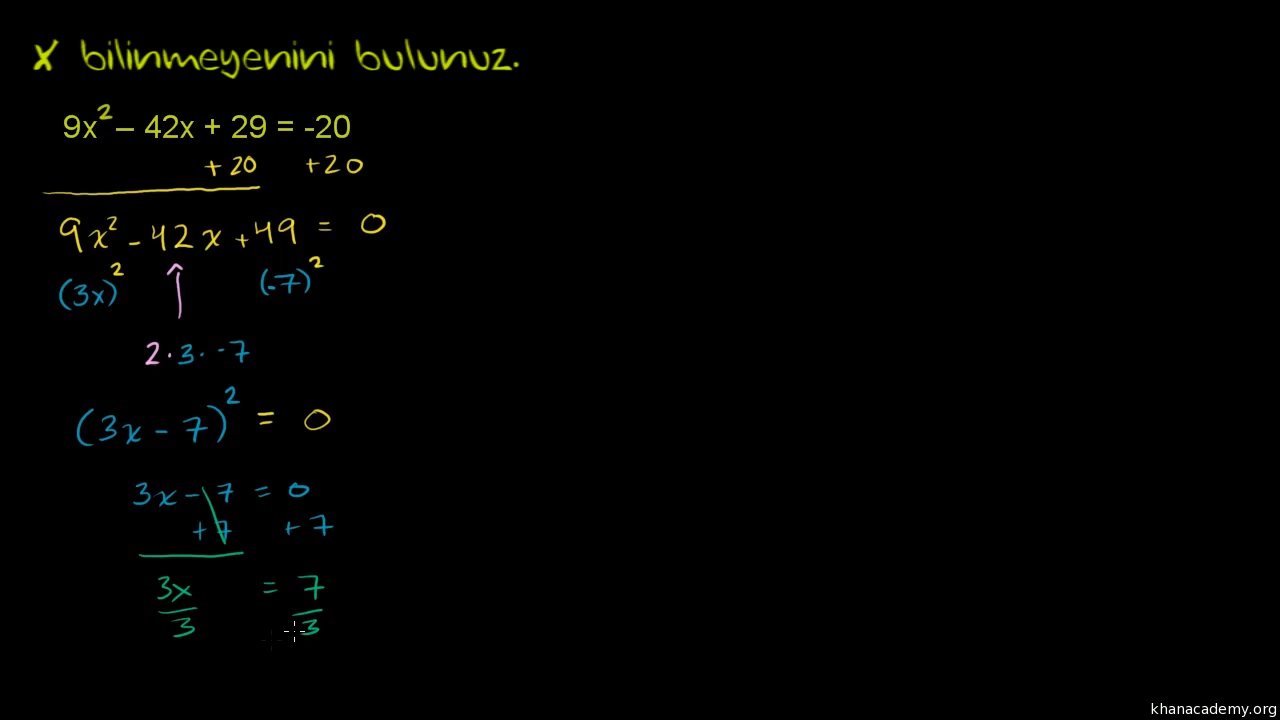 x bilinmeyenini bulunuz.
9x² – 42x + 29 = -20
+ 20 +20
9x² - 42x + 49 = 0
(3x)² (-7)²
2 · 3 · -7
(3x - 7)² = 0
3x - 7 = 0
+ 7 + 7
3x = 7
3 3
khanacademy.org